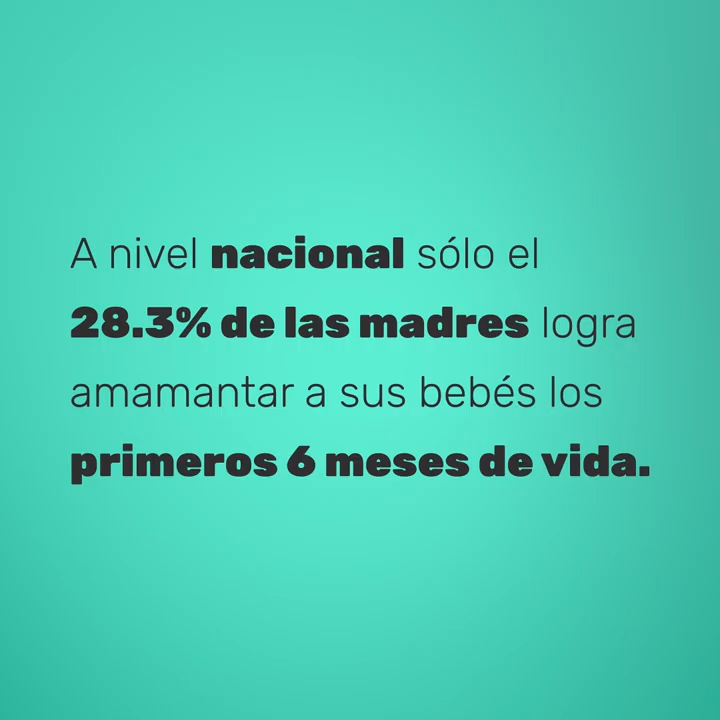 A nivel nacional sólo el
28.3% de las madres logra
amamantar a sus bebés los
primeros 6 meses de vida.